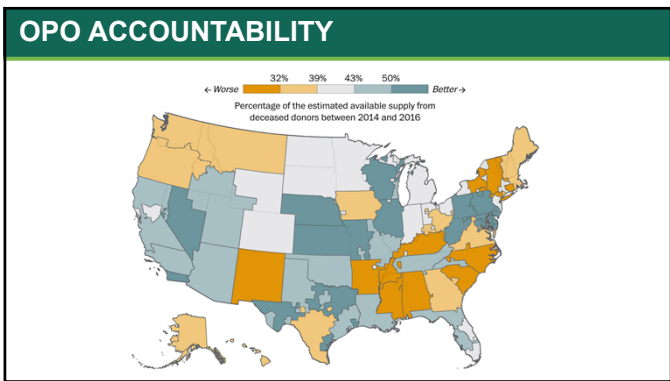 OPO ACCOUNTABILITY
32% 39% 43% 50%
← Worse Better→
Percentage of the estimated available supply from
deceased donors between 2014 and 2016